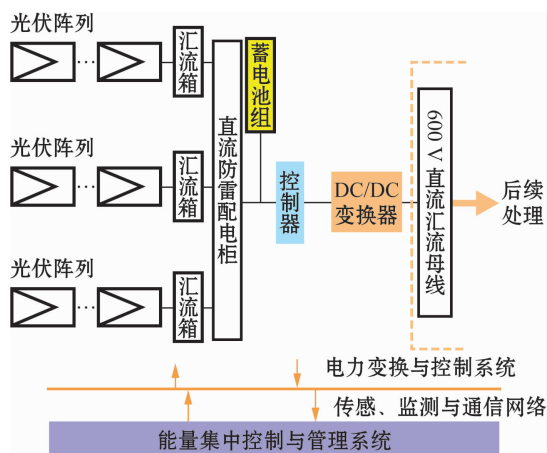 光伏阵列
汇流箱
光伏阵列
汇流箱
光伏阵列
汇流箱
直流防雷配电柜
蓄电池组
控制器
DC/DC
变换器
600 V 直流汇流母线
后续
处理
电力变换与控制系统
传感、监测与通信网络
能量集中控制与管理系统